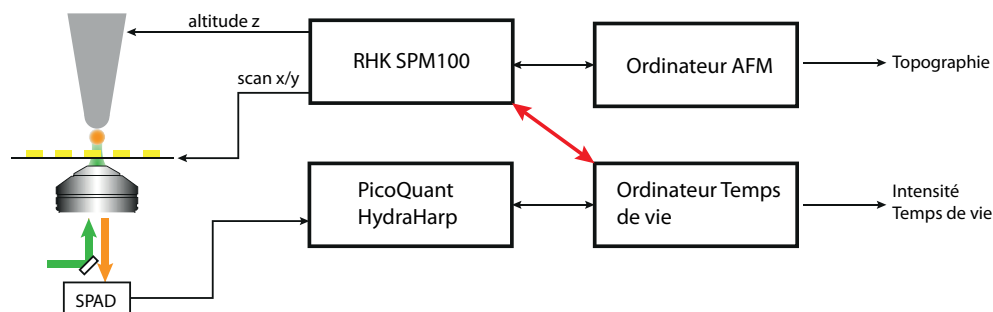 altitude z
scan x/y
RHK SPM100
Ordinateur AFM
Topographie
PicoQuant
HydraHarp
Ordinateur Temps
de vie
Intensité
Temps de vie
SPAD